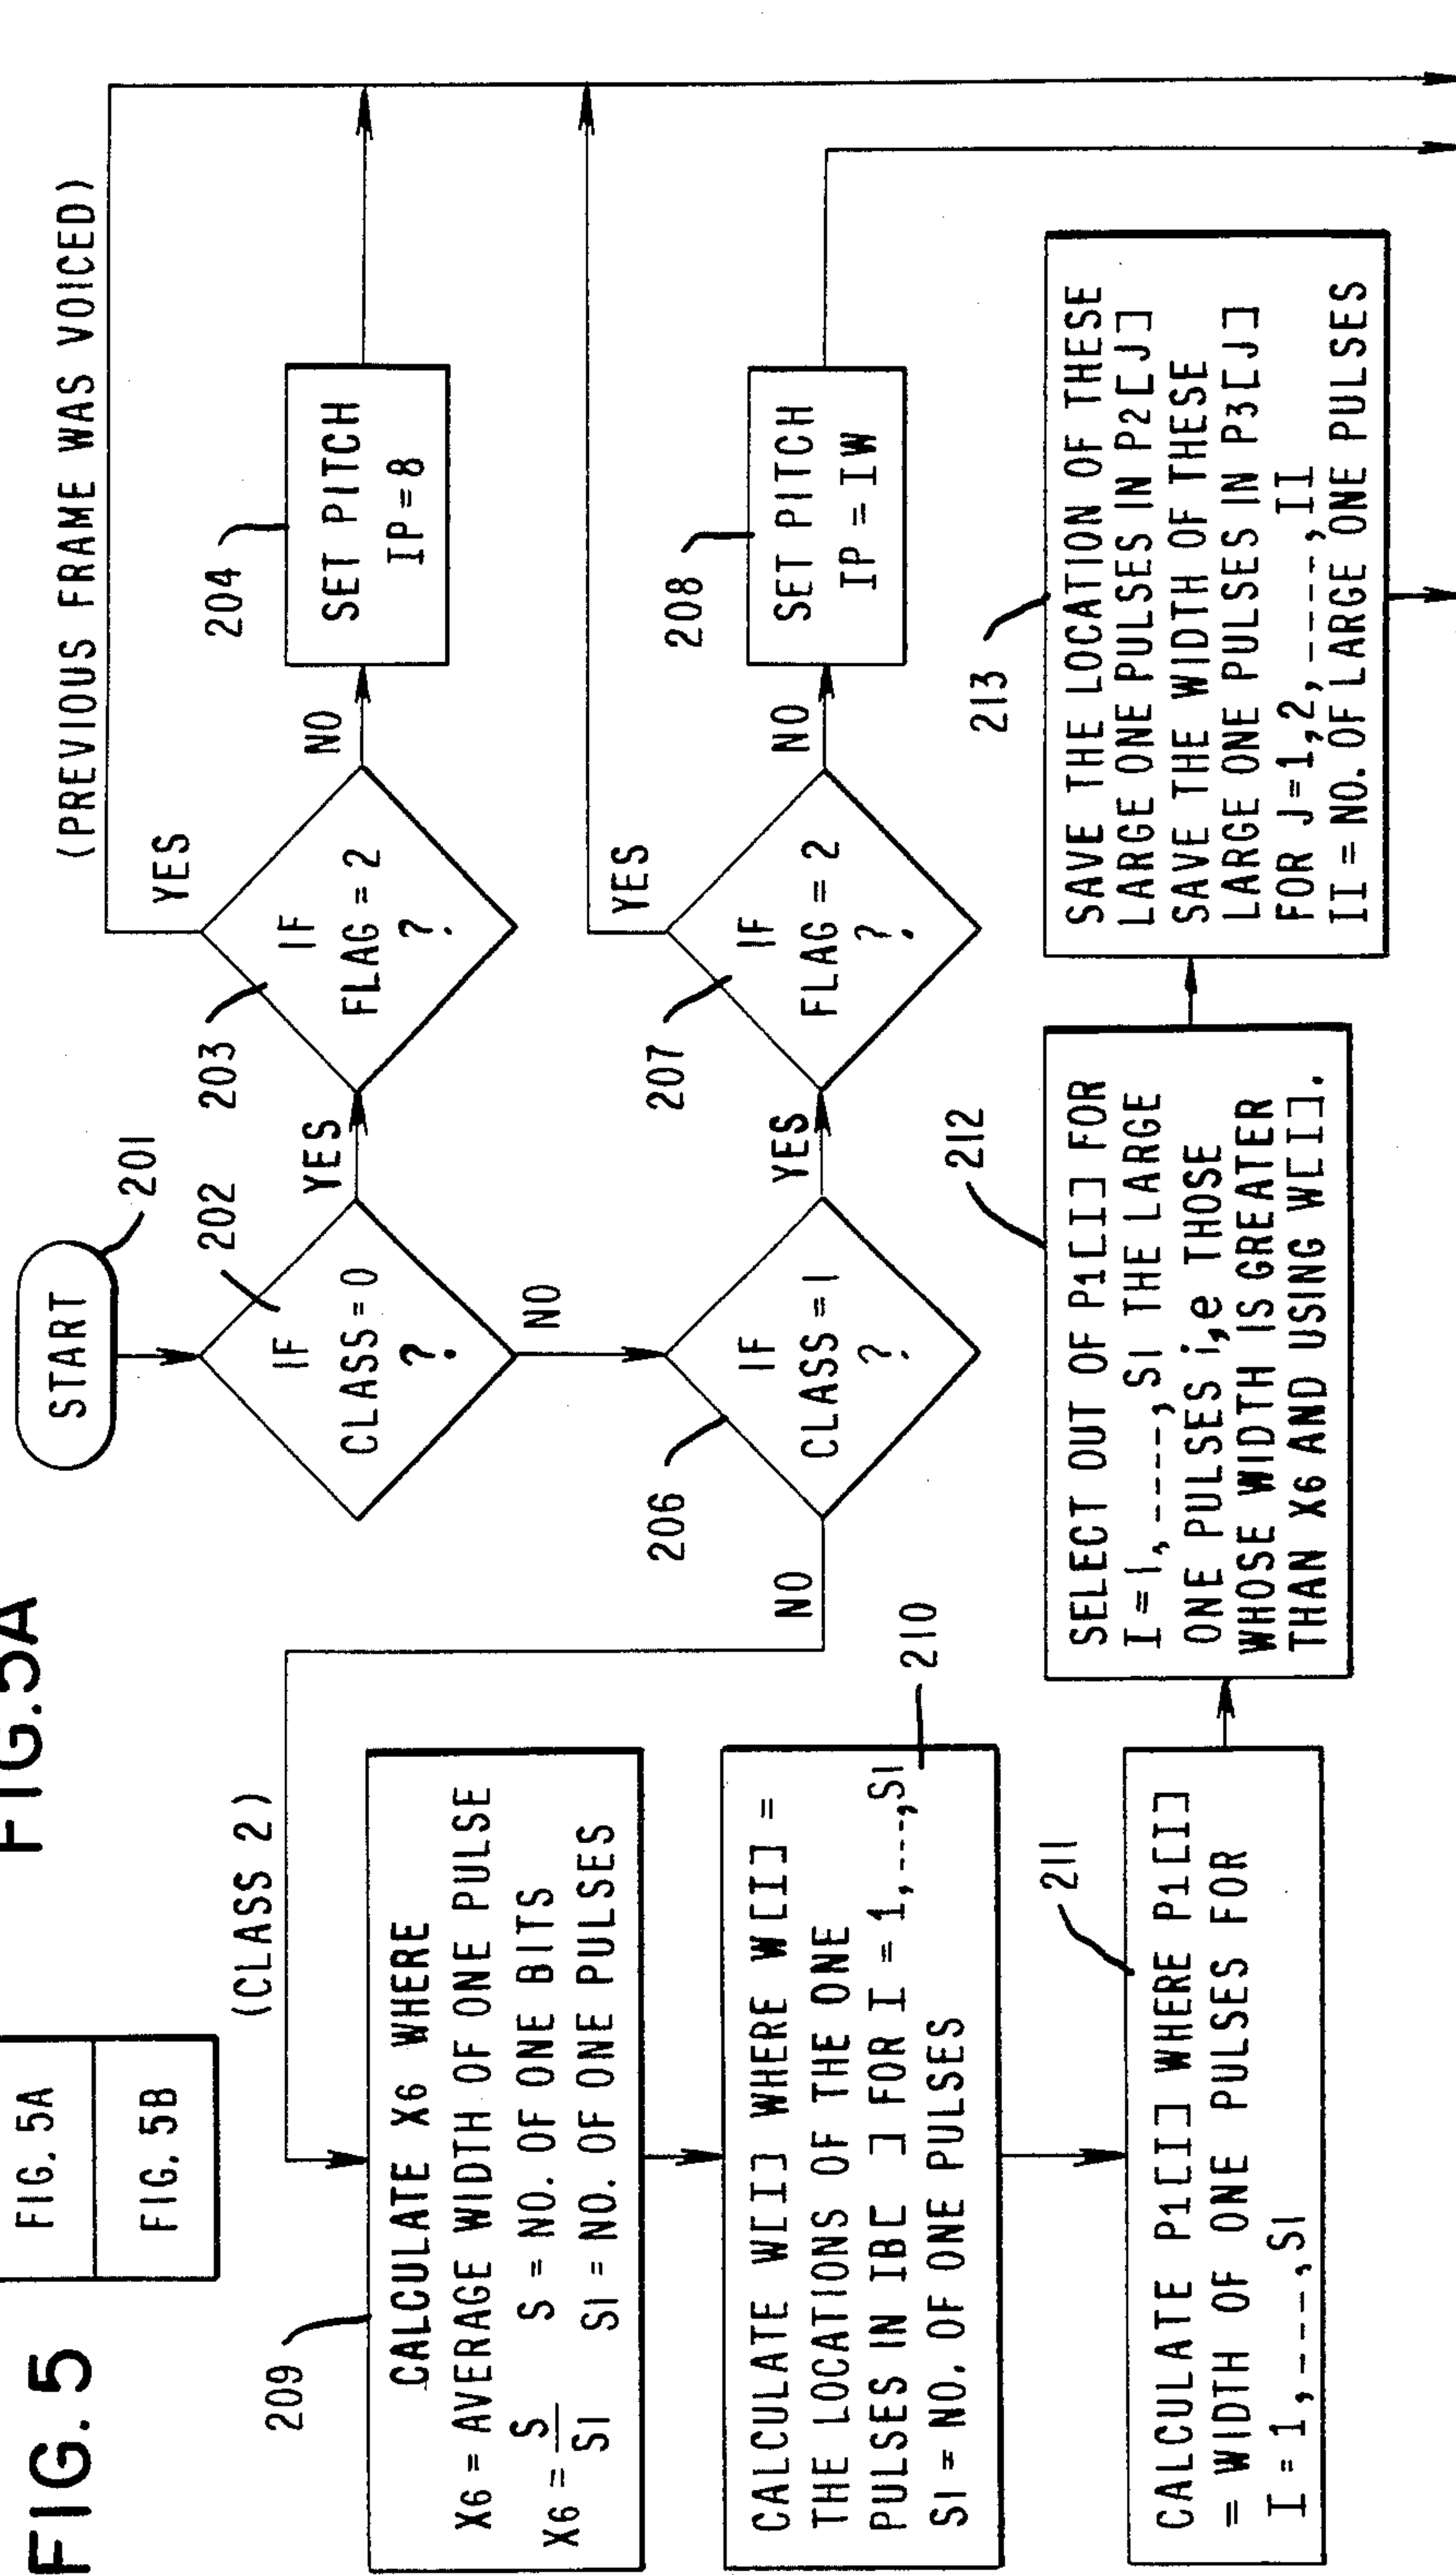 FIG. 5
FIG. 5A
FIG. 5B
FIG. 5A
START
201
202
IF
CLASS = 0
?
YES
NO
203
IF
FLAG = 2
?
YES
(PREVIOUS FRAME WAS VOICED)
NO
204
SET PITCH
IP = 8
206
IF
CLASS = 1
?
YES
NO
207
IF
FLAG = 2
?
YES
NO
208
SET PITCH
IP = IW
(CLASS 2)
209
CALCULATE X6 WHERE
X6 = AVERAGE WIDTH OF ONE PULSE
X6 = S/S1 S = NO. OF ONE BITS
S1 = NO. OF ONE PULSES
210
CALCULATE W[I] WHERE W[I] =
THE LOCATIONS OF THE ONE
PULSES IN IB[ ] FOR I = 1,---,S1
S1 = NO. OF ONE PULSES
211
CALCULATE P1[I] WHERE P1[I]
= WIDTH OF ONE PULSES FOR
I = 1,----,S1
212
SELECT OUT OF P1[I] FOR
I = 1,----,S1 THE LARGE
ONE PULSES i,e THOSE
WHOSE WIDTH IS GREATER
THAN X6 AND USING W[I].
213
SAVE THE LOCATION OF THESE
LARGE ONE PULSES IN P2[J]
SAVE THE WIDTH OF THESE
LARGE ONE PULSES IN P3[J]
FOR J=1,2,-----,II
II = NO. OF LARGE ONE PULSES